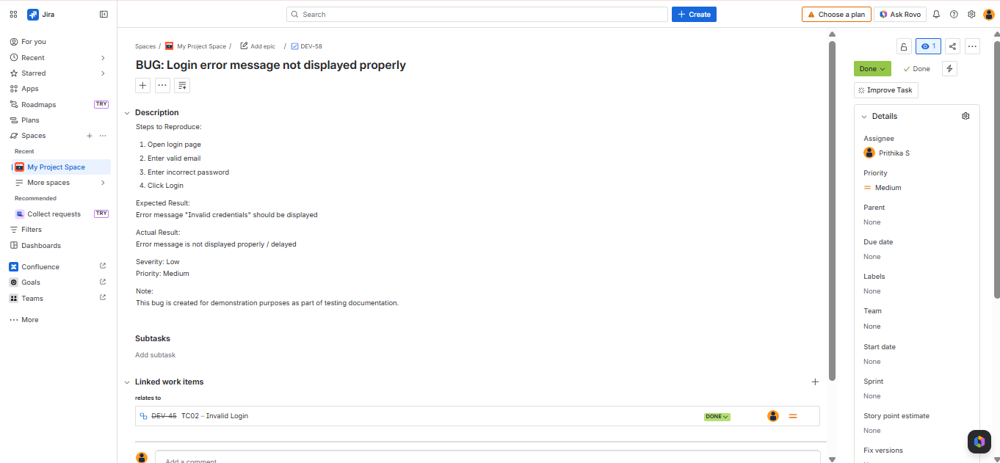 Jira
Search
Create
Choose a plan
Ask Rovo
For you
Recent
Starred
Apps
Roadmaps TRY
Plans
Spaces
Recent
My Project Space
More spaces
Recommended
Collect requests TRY
Filters
Dashboards
Confluence
Goals
Teams
More
Spaces / My Project Space / Add epic / DEV-58
BUG: Login error message not displayed properly
Description
Steps to Reproduce:
1. Open login page
2. Enter valid email
3. Enter incorrect password
4. Click Login
Expected Result:
Error message "Invalid credentials" should be displayed
Actual Result:
Error message is not displayed properly / delayed
Severity: Low
Priority: Medium
Note:
This bug is created for demonstration purposes as part of testing documentation.
Subtasks
Add subtask
Linked work items
relates to
DEV-45 TC02 – Invalid Login DONE
Add a comment
1
Done
Done
Improve Task
Details
Assignee
Prithika S
Priority
Medium
Parent
None
Due date
None
Labels
None
Team
None
Start date
None
Sprint
None
Story point estimate
None
Fix versions